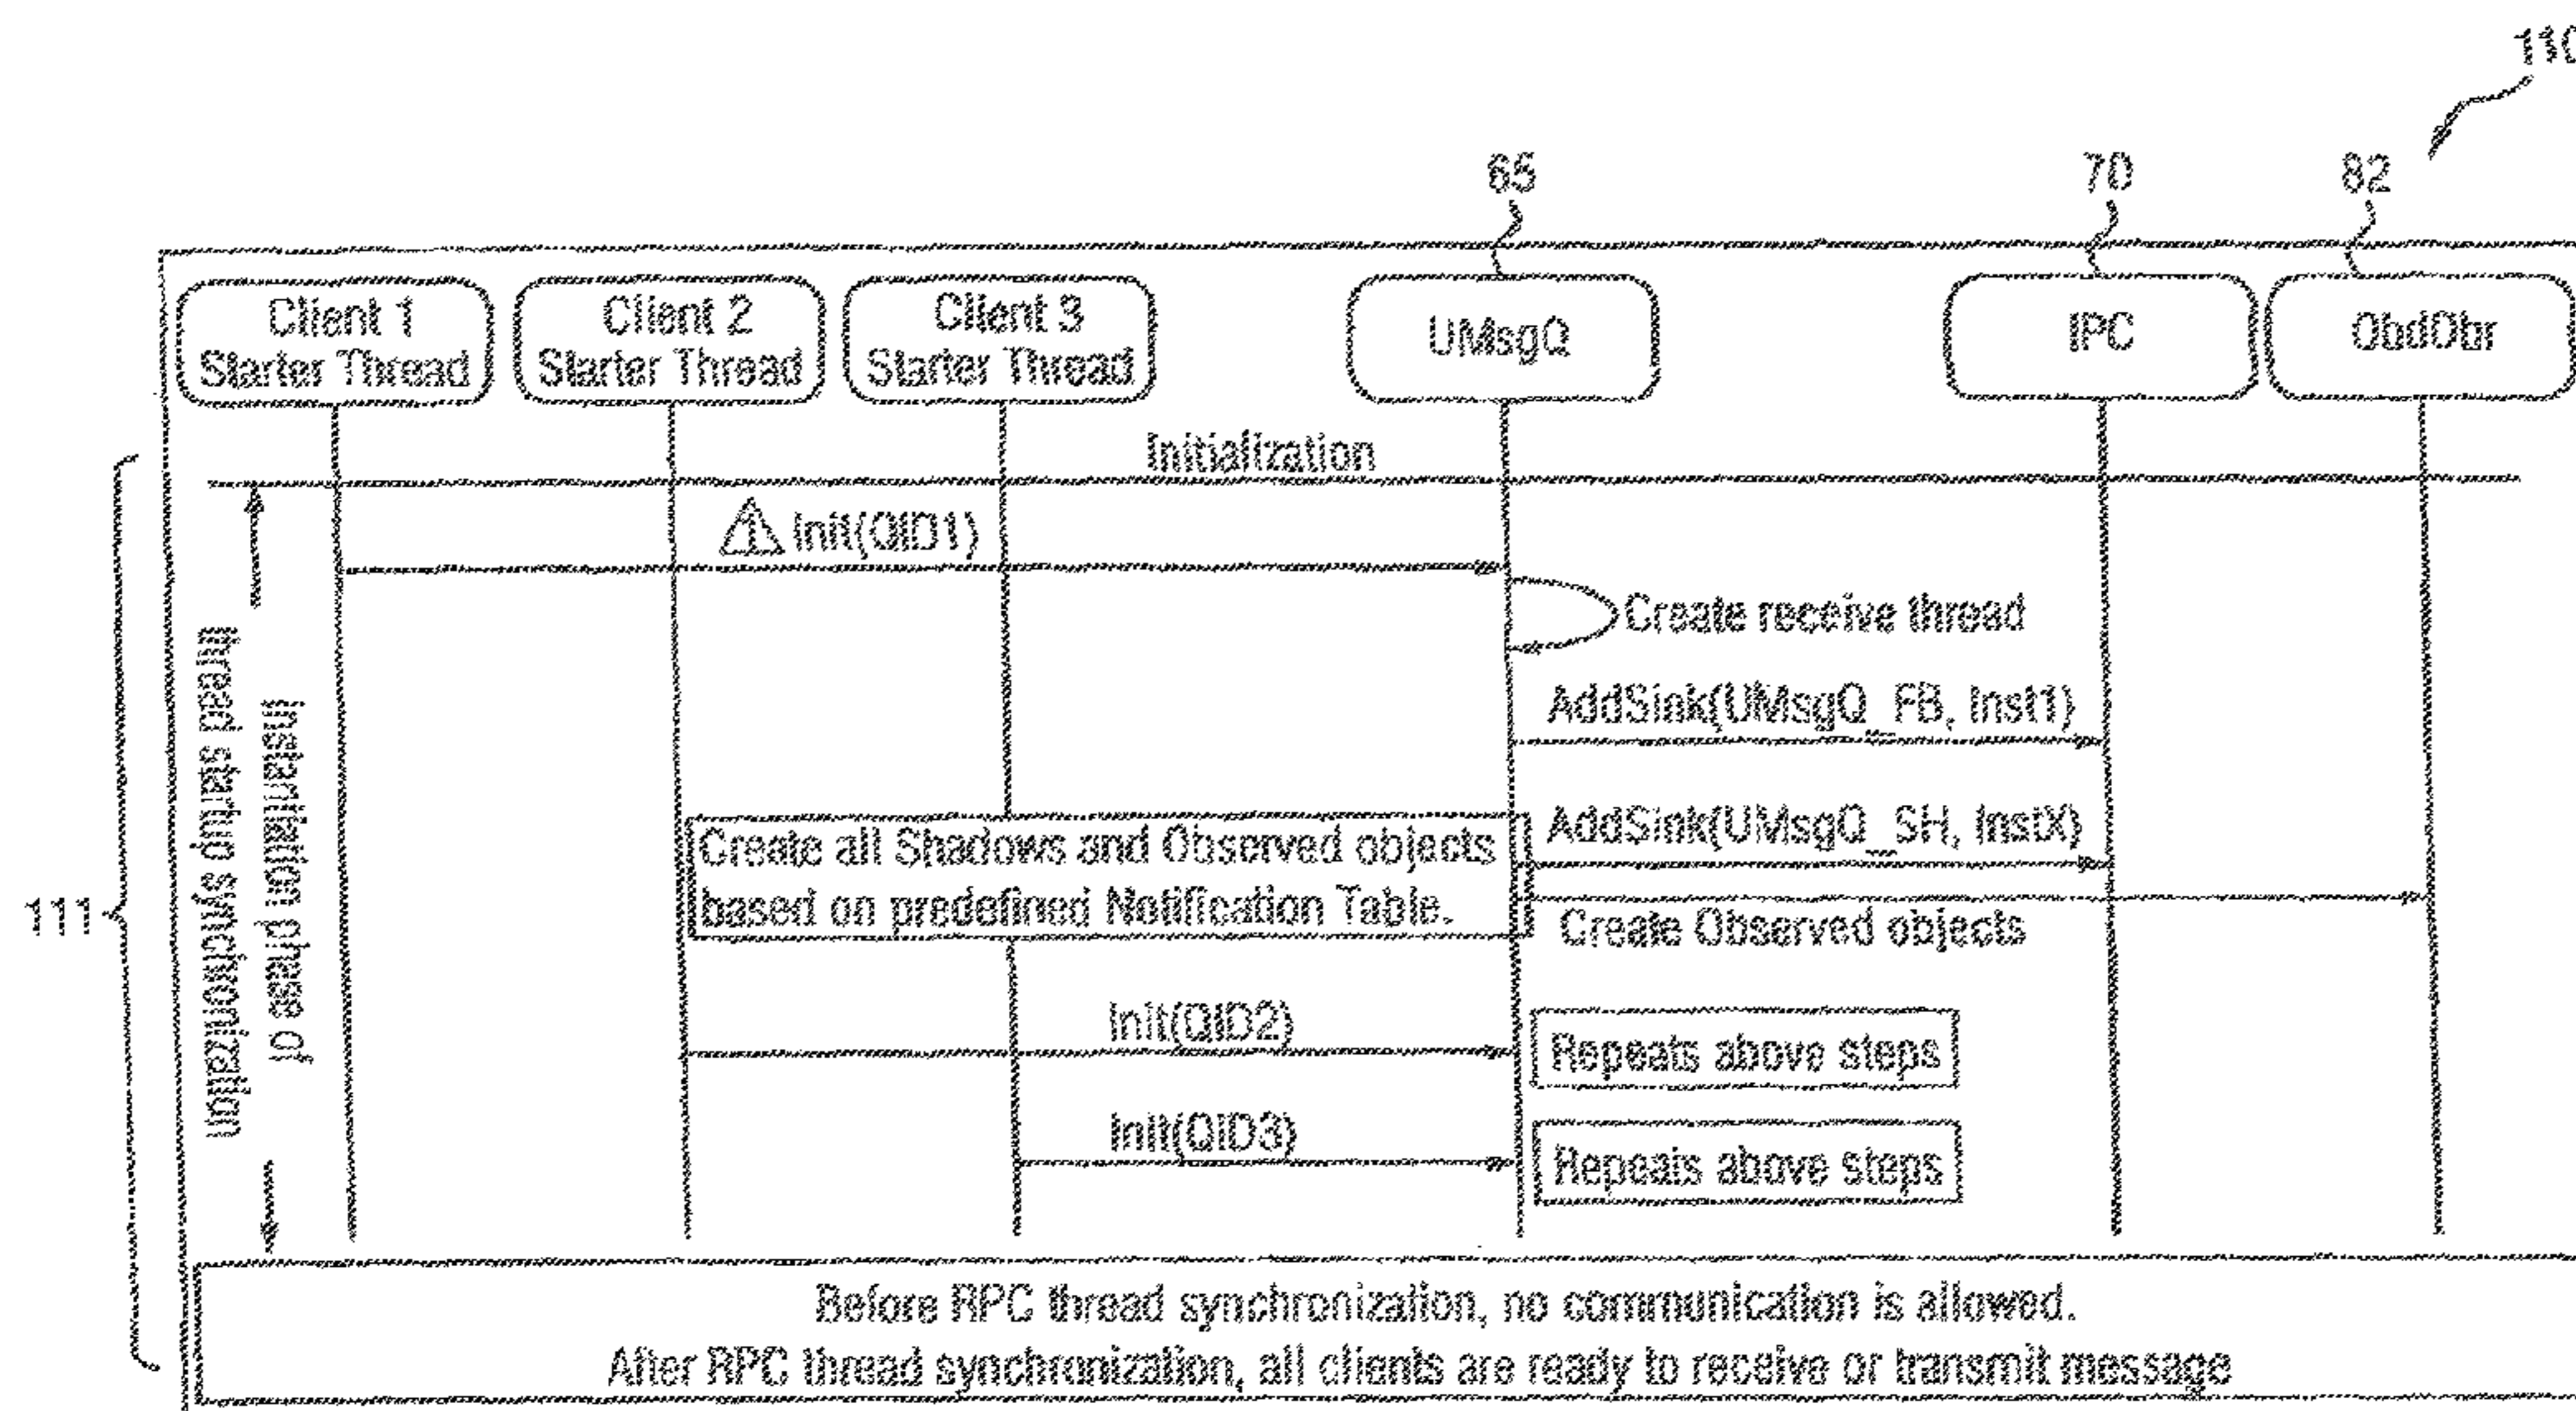 110
65
70
82
Client 1
Starter Thread
Client 2
Starter Thread
Client 3
Starter Thread
UMsgQ
IPC
ObdObr
Initialization
Init(QID1)
Create receive thread
AddSink(UMsgQ_FB, Inst1)
AddSink(UMsgQ_SH, InstX)
Create all Shadows and Observed objects
based on predefined Notification Table.
Create Observed objects
111
Instantiation phase of
thread startup synchronization
Init(QID2)
Repeats above steps
Init(QID3)
Repeats above steps
Before RPC thread synchronization, no communication is allowed.
After RPC thread synchronization, all clients are ready to receive or transmit message